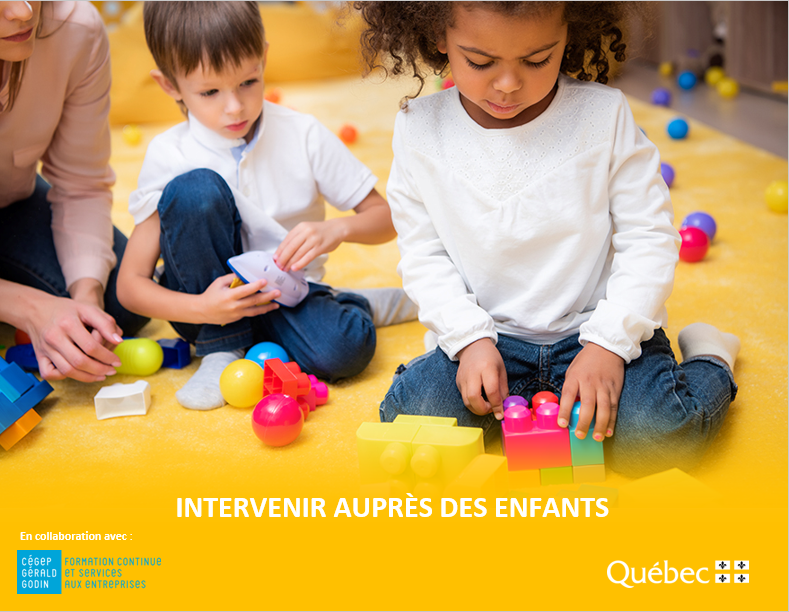 INTERVENIR AUPRÈS DES ENFANTS
En collaboration avec :
CÉGEP
GÉRALD
GODIN
FORMATION CONTINUE
ET SERVICES
AUX ENTREPRISES
Québec